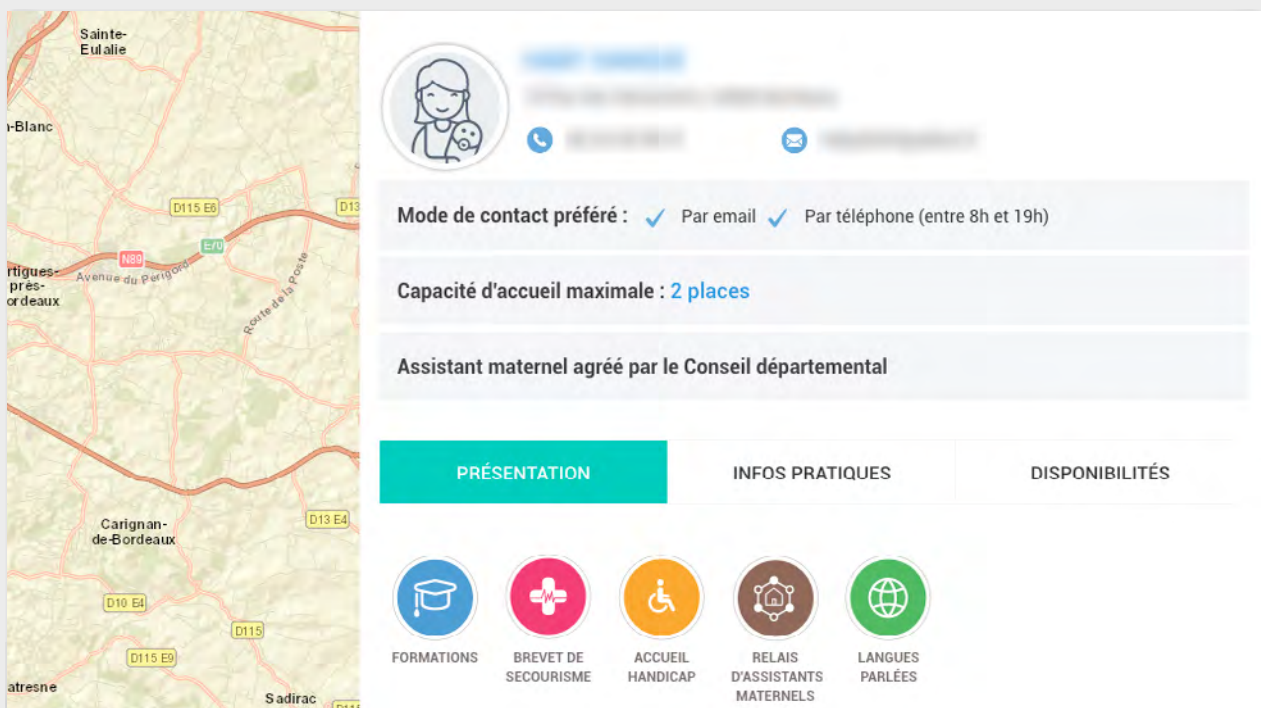 Sainte-
Eulalie
-Blanc
D115 E6
D13
E70
N89
Avenue du Périgord
Route de la Poste
rtigues-
près-
ordeaux
Carignan-
de-Bordeaux
D13 E4
D10 E4
D115
D115 E9
atresne
Sadirac
Mode de contact préféré : Par email Par téléphone (entre 8h et 19h)
Capacité d'accueil maximale : 2 places
Assistant maternel agréé par le Conseil départemental
PRÉSENTATION INFOS PRATIQUES DISPONIBILITÉS
FORMATIONS
BREVET DE
SECOURISME
ACCUEIL
HANDICAP
RELAIS
D'ASSISTANTS
MATERNELS
LANGUES
PARLÉES